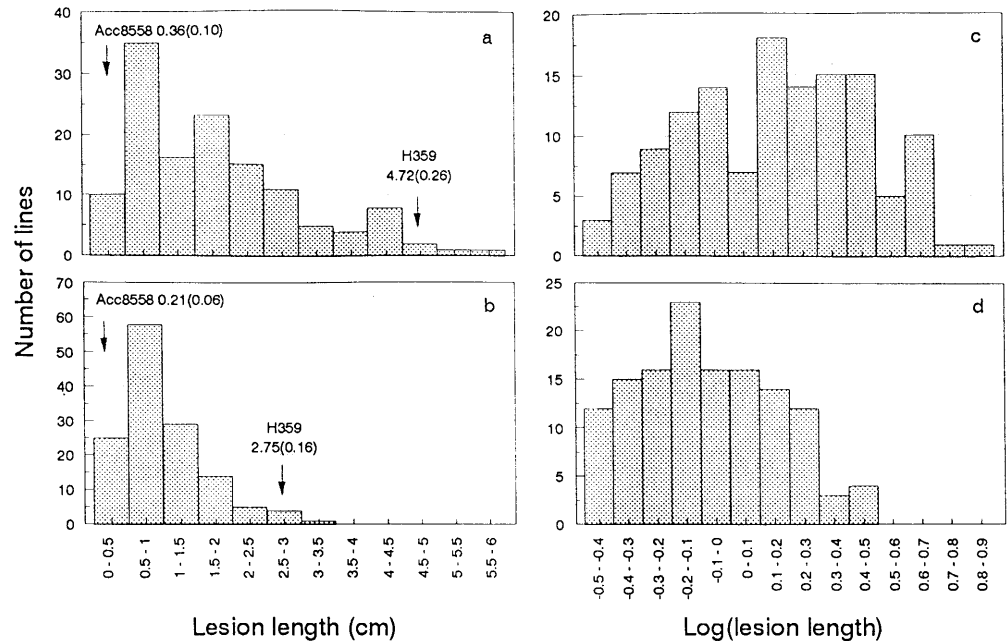 Number of lines
40
30
20
10
0
Acc8558 0.36(0.10)
a
H359
4.72(0.26)
20
15
10
5
0
c
70
60
50
40
30
20
10
0
Acc8558 0.21(0.06)
b
H359
2.75(0.16)
25
20
15
10
5
0
d
0 - 0.5
0.5 - 1
1 - 1.5
1.5 - 2
2 - 2.5
2.5 - 3
3 - 3.5
3.5 - 4
4 - 4.5
4.5 - 5
5 - 5.5
5.5 - 6
Lesion length (cm)
-0.5 - -0.4
-0.4 - -0.3
-0.3 - -0.2
-0.2 - -0.1
-0.1 - 0
0 - 0.1
0.1 - 0.2
0.2 - 0.3
0.3 - 0.4
0.4 - 0.5
0.5 - 0.6
0.6 - 0.7
0.7 - 0.8
0.8 - 0.9
Log(lesion length)